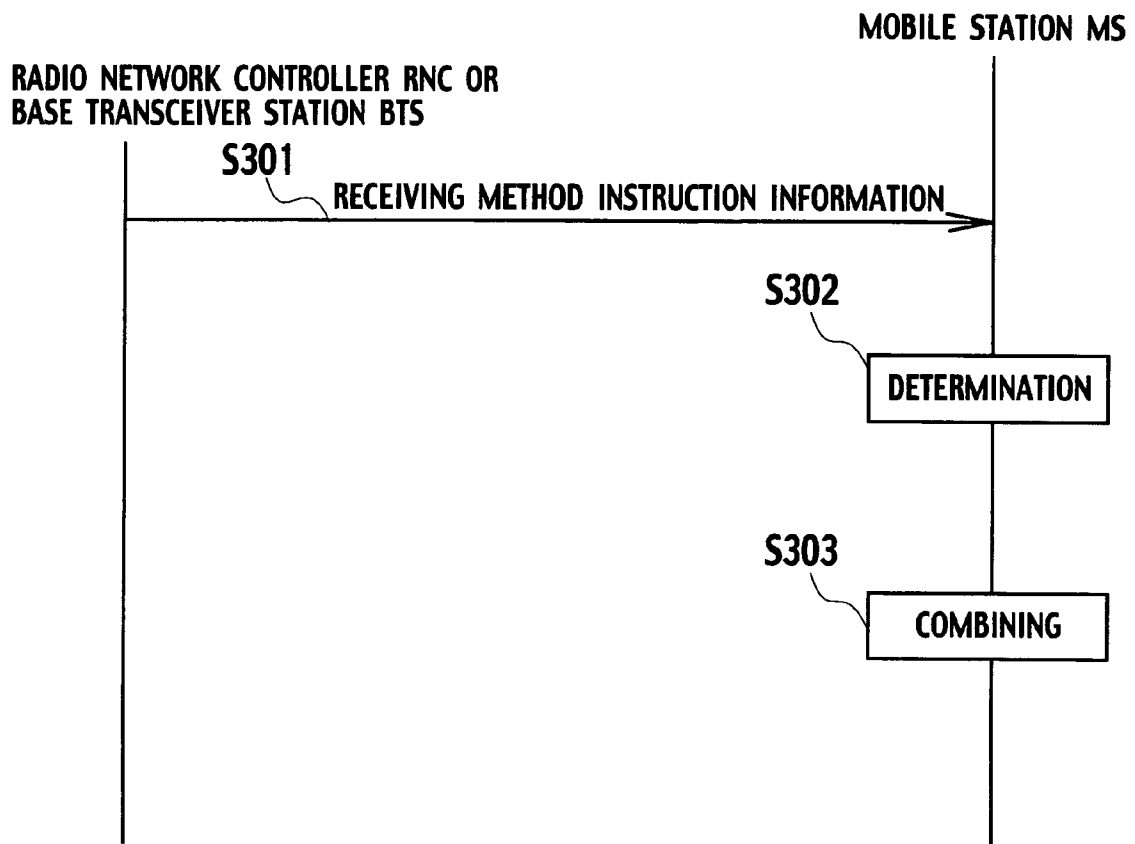 MOBILE STATION MS
RADIO NETWORK CONTROLLER RNC OR
BASE TRANSCEIVER STATION BTS
S301
RECEIVING METHOD INSTRUCTION INFORMATION
S302
DETERMINATION
S303
COMBINING